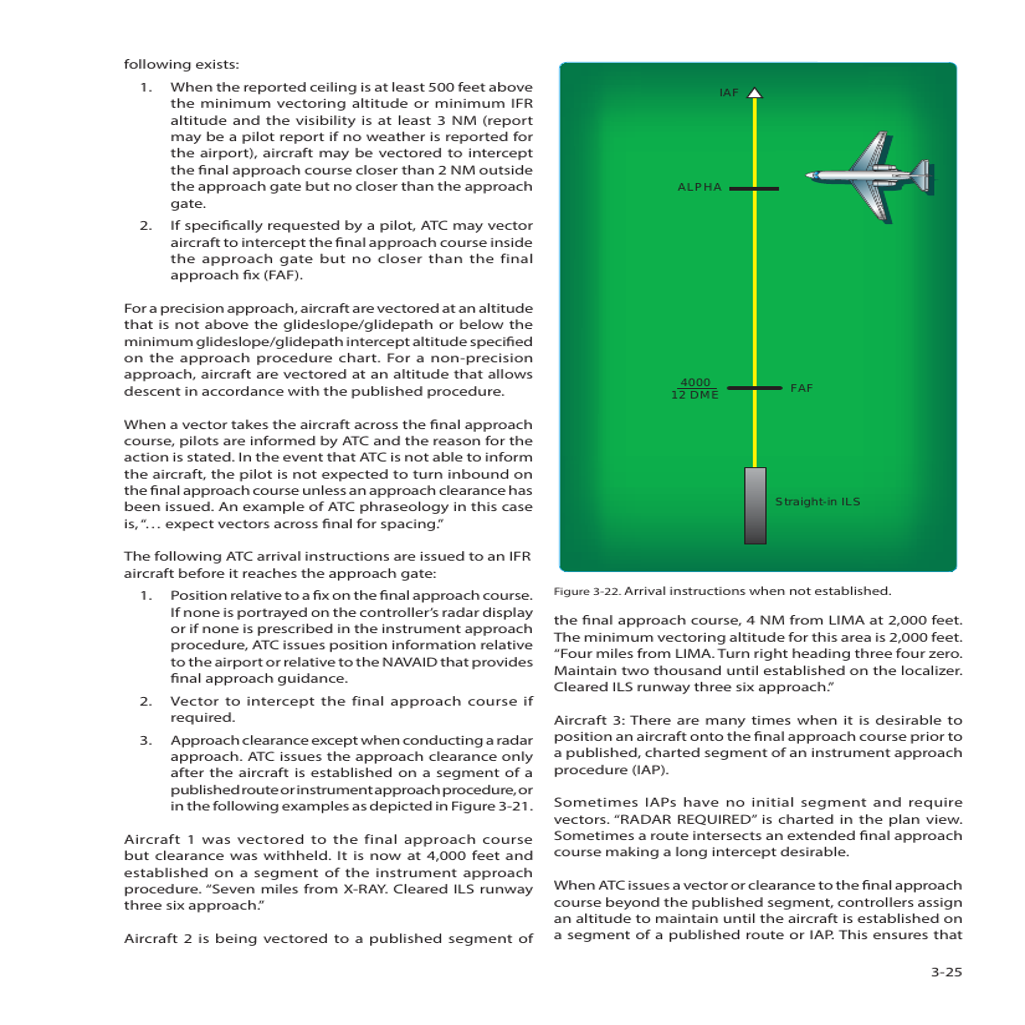 following exists:
1. When the reported ceiling is at least 500 feet above
the minimum vectoring altitude or minimum IFR
altitude and the visibility is at least 3 NM (report
may be a pilot report if no weather is reported for
the airport), aircraft may be vectored to intercept
the final approach course closer than 2 NM outside
the approach gate but no closer than the approach
gate.
2. If specifically requested by a pilot, ATC may vector
aircraft to intercept the final approach course inside
the approach gate but no closer than the final
approach fix (FAF).
For a precision approach, aircraft are vectored at an altitude
that is not above the glideslope/glidepath or below the
minimum glideslope/glidepath intercept altitude specified
on the approach procedure chart. For a non-precision
approach, aircraft are vectored at an altitude that allows
descent in accordance with the published procedure.
When a vector takes the aircraft across the final approach
course, pilots are informed by ATC and the reason for the
action is stated. In the event that ATC is not able to inform
the aircraft, the pilot is not expected to turn inbound on
the final approach course unless an approach clearance has
been issued. An example of ATC phraseology in this case
is, “… expect vectors across final for spacing.”
The following ATC arrival instructions are issued to an IFR
aircraft before it reaches the approach gate:
1. Position relative to a fix on the final approach course.
If none is portrayed on the controller’s radar display
or if none is prescribed in the instrument approach
procedure, ATC issues position information relative
to the airport or relative to the NAVAID that provides
final approach guidance.
2. Vector to intercept the final approach course if
required.
3. Approach clearance except when conducting a radar
approach. ATC issues the approach clearance only
after the aircraft is established on a segment of a
published route or instrument approach procedure, or
in the following examples as depicted in Figure 3-21.
Aircraft 1 was vectored to the final approach course
but clearance was withheld. It is now at 4,000 feet and
established on a segment of the instrument approach
procedure. “Seven miles from X-RAY. Cleared ILS runway
three six approach.”
Aircraft 2 is being vectored to a published segment of
IAF
ALPHA
4000
12 DME
FAF
Straight-in ILS
Figure 3-22. Arrival instructions when not established.
the final approach course, 4 NM from LIMA at 2,000 feet.
The minimum vectoring altitude for this area is 2,000 feet.
“Four miles from LIMA. Turn right heading three four zero.
Maintain two thousand until established on the localizer.
Cleared ILS runway three six approach.”
Aircraft 3: There are many times when it is desirable to
position an aircraft onto the final approach course prior to
a published, charted segment of an instrument approach
procedure (IAP).
Sometimes IAPs have no initial segment and require
vectors. “RADAR REQUIRED” is charted in the plan view.
Sometimes a route intersects an extended final approach
course making a long intercept desirable.
When ATC issues a vector or clearance to the final approach
course beyond the published segment, controllers assign
an altitude to maintain until the aircraft is established on
a segment of a published route or IAP. This ensures that
3-25